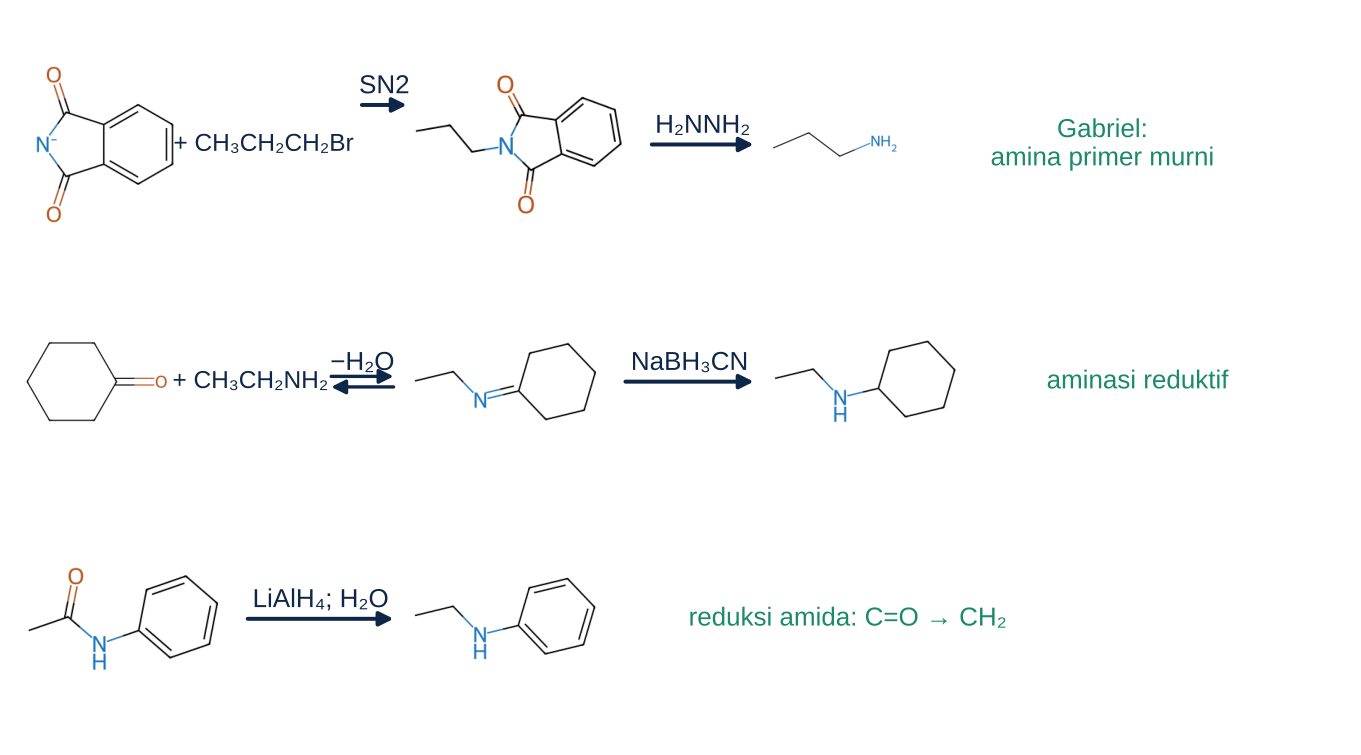 O
N⁻
O
+ CH₃CH₂CH₂Br
SN2
O
N
O
H₂NNH₂
NH₂
Gabriel:
amina primer murni
O
+ CH₃CH₂NH₂
−H₂O
N
NaBH₃CN
N
H
aminasi reduktif
O
N
H
LiAlH₄; H₂O
N
H
reduksi amida: C=O → CH₂